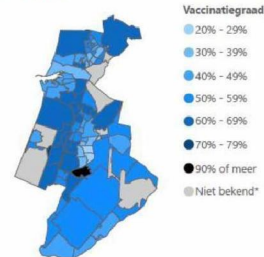 Vaccinatiegraad
20% - 29%
30% - 39%
40% - 49%
50% - 59%
60% - 69%
70% - 79%
90% of meer
Niet bekend*